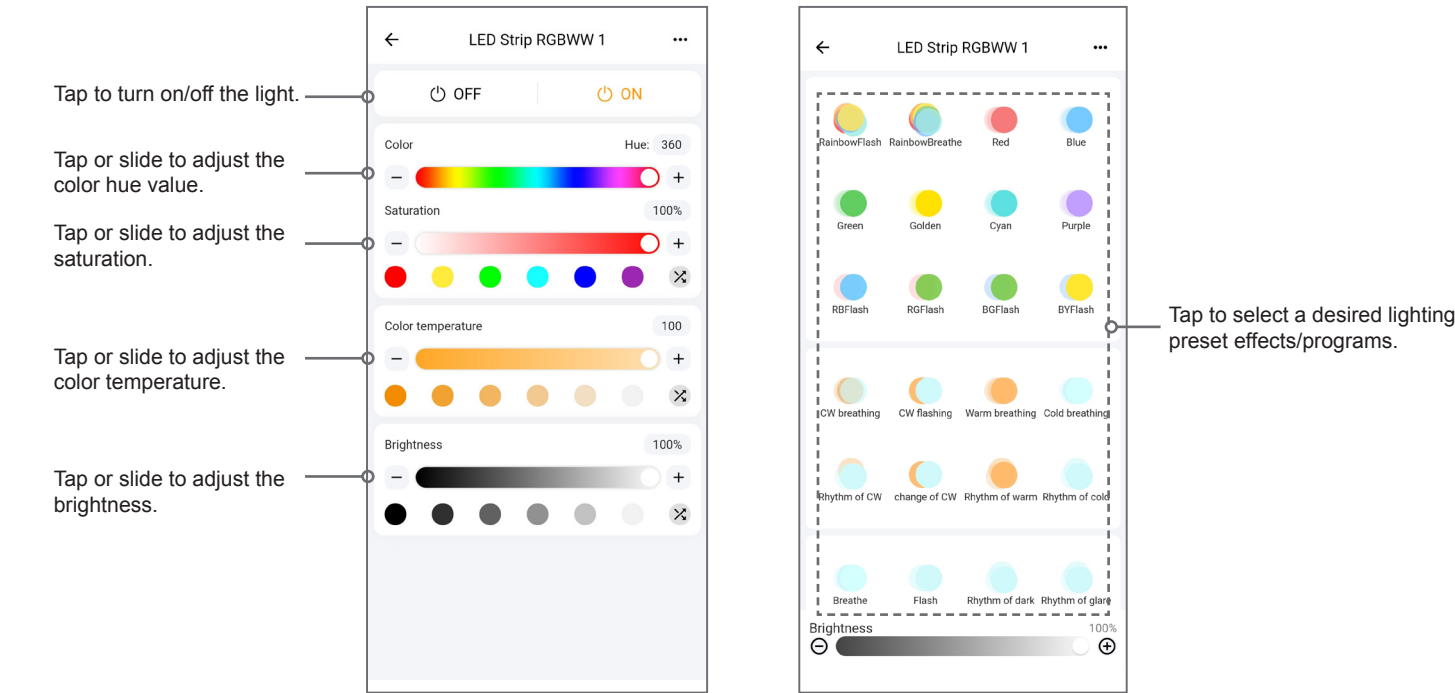 LED Strip RGBWW 1
Tap to turn on/off the light.
OFF
ON
Color
Hue: 360
Tap or slide to adjust the
color hue value.
Saturation
100%
Tap or slide to adjust the
saturation.
Color temperature
100
Tap or slide to adjust the
color temperature.
Brightness
100%
Tap or slide to adjust the
brightness.
LED Strip RGBWW 1
RainbowFlash RainbowBreathe Red Blue
Green Golden Cyan Purple
RBFlash RGFlash BGFlash BYFlash
Tap to select a desired lighting
preset effects/programs.
CW breathing CW flashing Warm breathing Cold breathing
Rhythm of CW change of CW Rhythm of warm Rhythm of cold
Breathe Flash Rhythm of dark Rhythm of glare
Brightness
100%